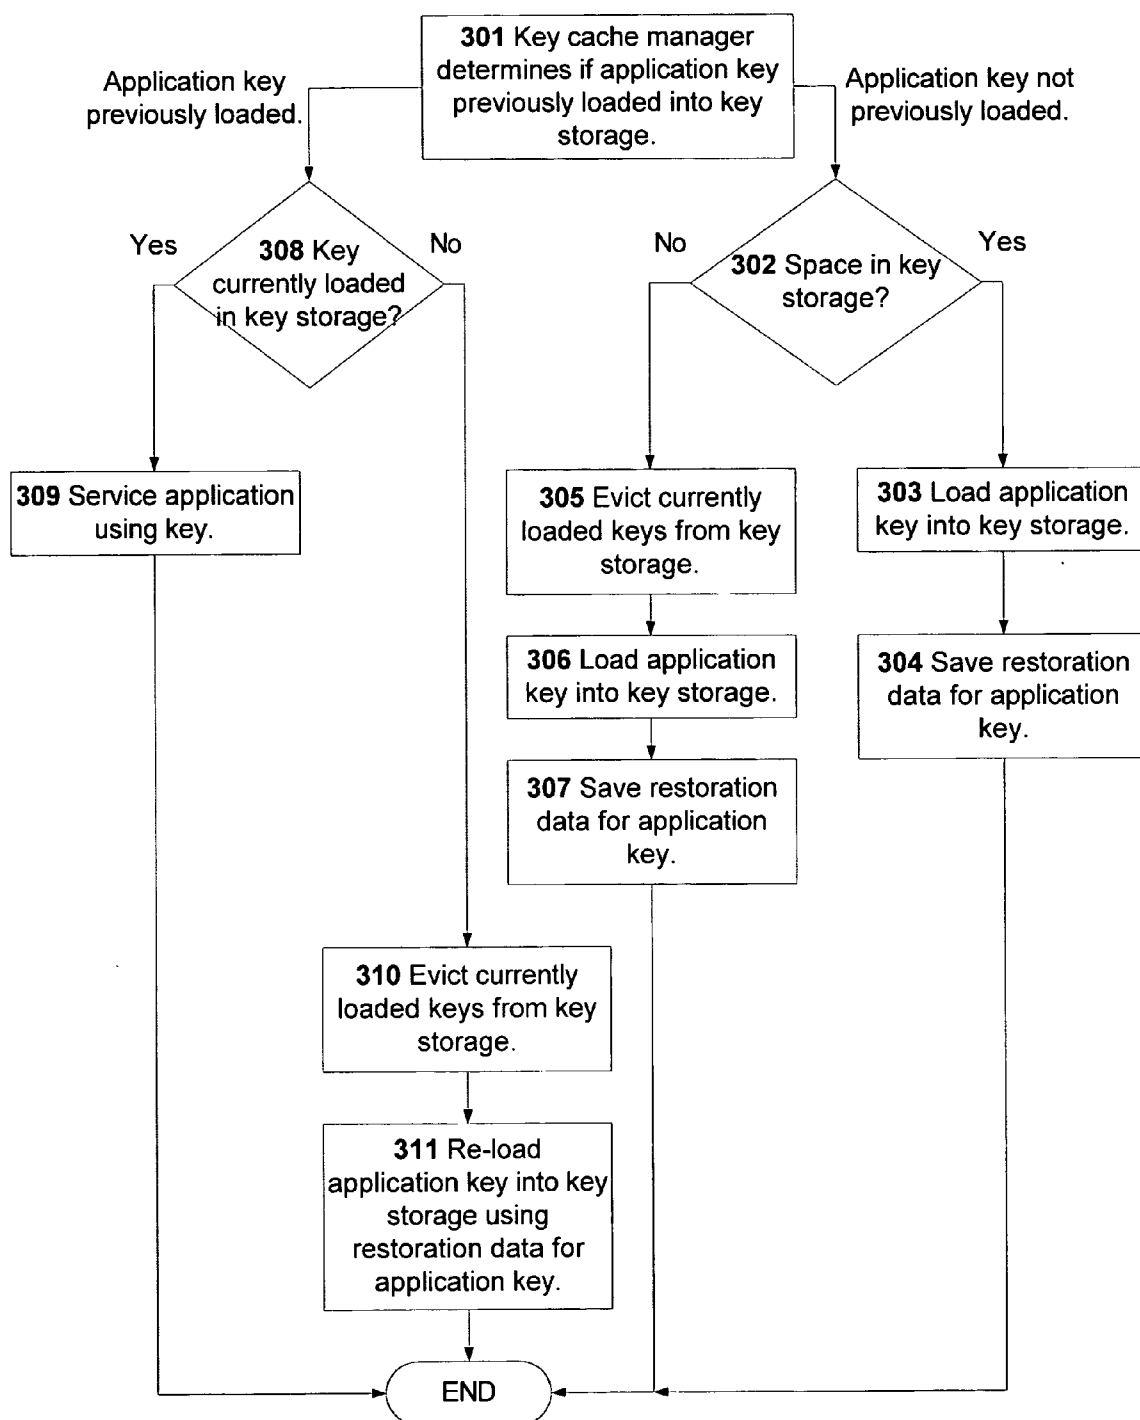 301 Key cache manager
determines if application key
previously loaded into key
storage.
Application key
previously loaded.
Application key not
previously loaded.
Yes
308 Key
currently loaded
in key storage?
No
No
302 Space in key
storage?
Yes
309 Service application
using key.
305 Evict currently
loaded keys from key
storage.
303 Load application
key into key storage.
306 Load application
key into key storage.
304 Save restoration
data for application
key.
307 Save restoration
data for application
key.
310 Evict currently
loaded keys from key
storage.
311 Re-load
application key into key
storage using
restoration data for
application key.
END